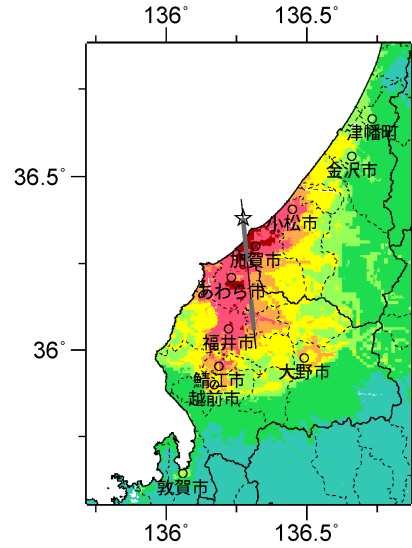 136° 136.5°
津幡町
金沢市
36.5°
小松市
加賀市
あわら市
福井市
36°
大野市
鯖江市
越前市
敦賀市
136° 136.5°